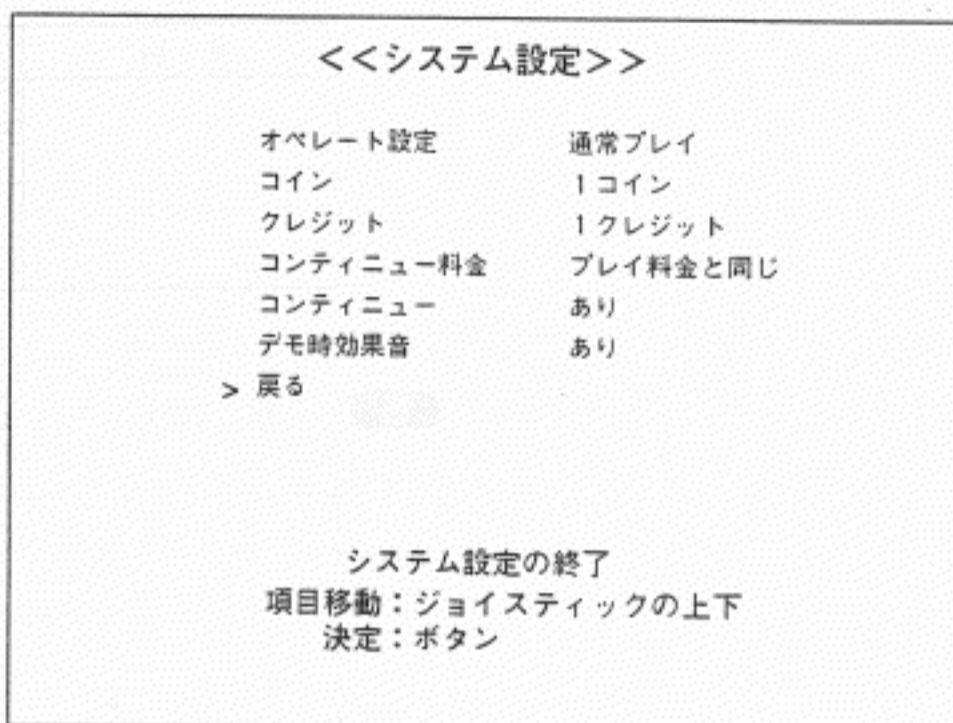 <<システム設定>>
オペレート設定 通常プレイ
コイン 1コイン
クレジット 1クレジット
コンティニュー料金 プレイ料金と同じ
コンティニュー あり
デモ時効果音 あり
> 戻る
システム設定の終了
項目移動：ジョイスティックの上下
決定：ボタン